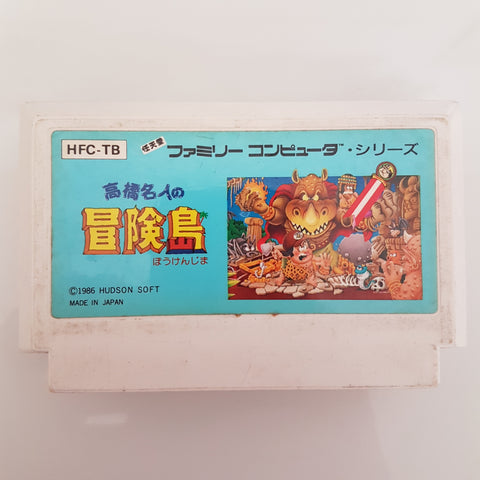 HFC-TB
任天堂 ファミリー コンピュータ™・シリーズ
高橋名人の
冒険島
ぼうけんじま
©1986 HUDSON SOFT
MADE IN JAPAN